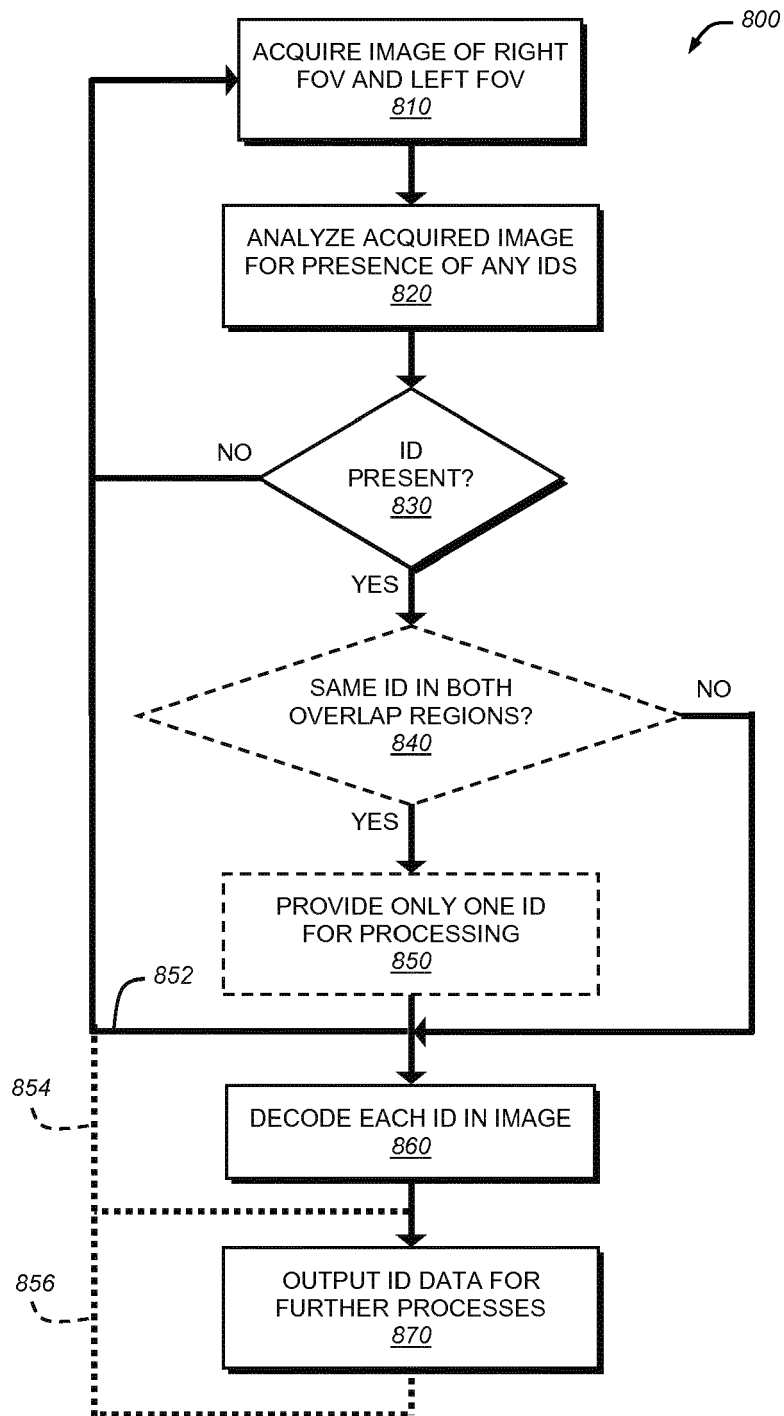 800
ACQUIRE IMAGE OF RIGHT
FOV AND LEFT FOV
810
ANALYZE ACQUIRED IMAGE
FOR PRESENCE OF ANY IDS
820
NO
ID
PRESENT?
830
YES
SAME ID IN BOTH
OVERLAP REGIONS?
840
NO
YES
PROVIDE ONLY ONE ID
FOR PROCESSING
850
852
854
DECODE EACH ID IN IMAGE
860
856
OUTPUT ID DATA FOR
FURTHER PROCESSES
870